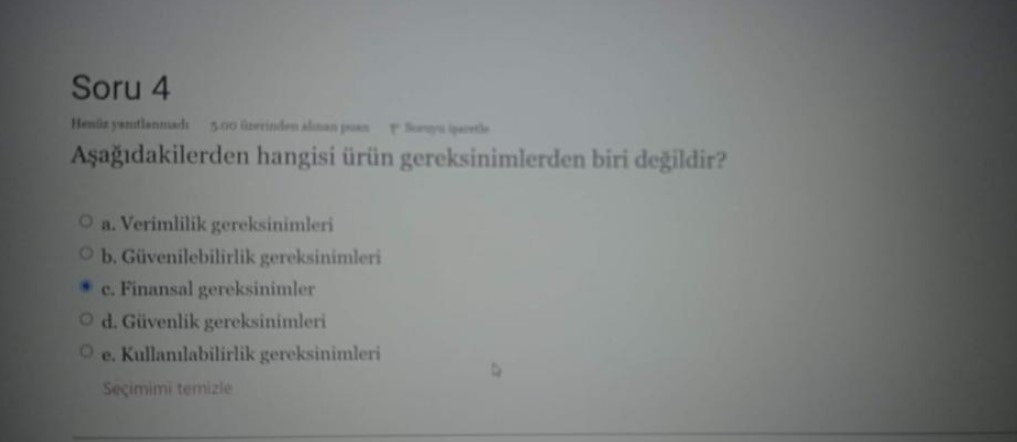 Soru 4
Henüz yanıtlanmadı 5.00 üzerinden alınan puan Soruyu işaretle
Aşağıdakilerden hangisi ürün gereksinimlerden biri değildir?
a. Verimlilik gereksinimleri
b. Güvenilebilirlik gereksinimleri
c. Finansal gereksinimler
d. Güvenlik gereksinimleri
e. Kullanılabilirlik gereksinimleri
Seçimimi temizle